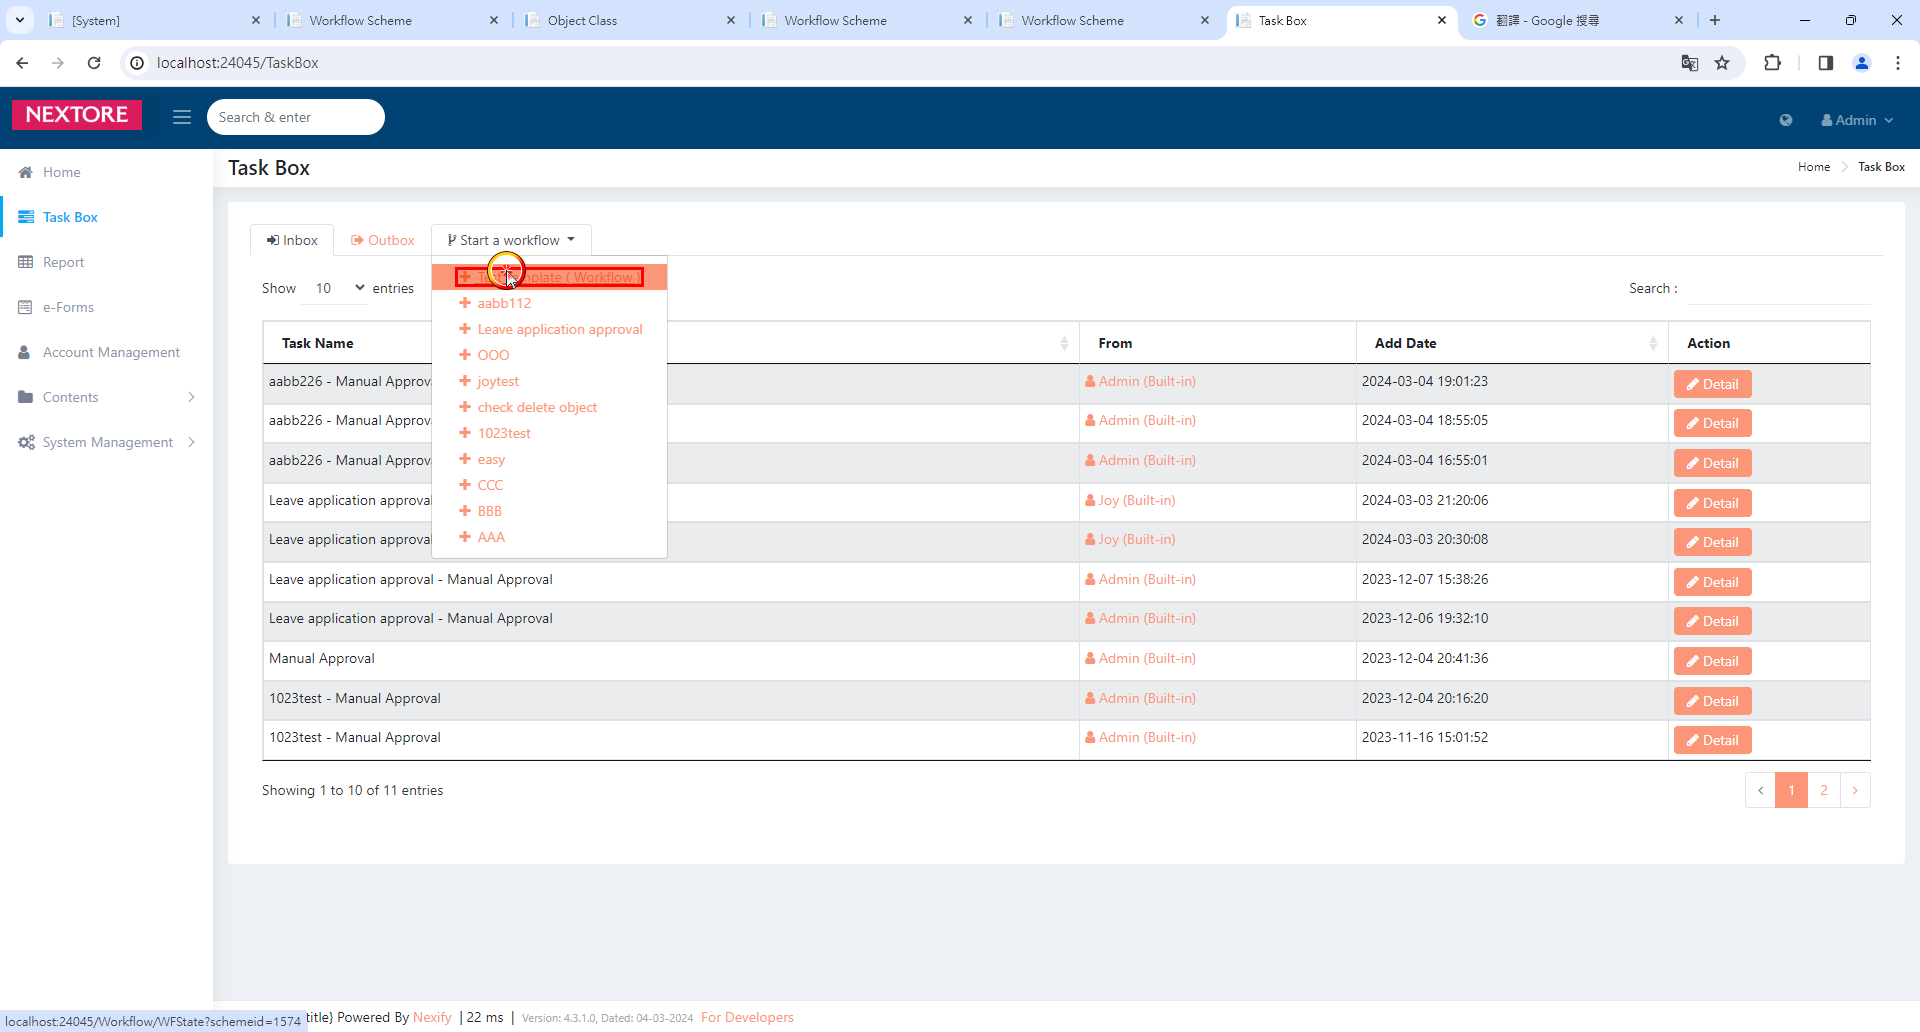 [System]
Workflow Scheme
Object Class
Workflow Scheme
Workflow Scheme
Task Box
翻譯 - Google 搜尋
localhost:24045/TaskBox
NEXTORE
Search & enter
Admin
Home
Task Box
Report
e-Forms
Account Management
Contents
System Management
Task Box
Home
Task Box
Inbox
Outbox
Start a workflow
( Workflow )
aabb112
Leave application approval
OOO
joytest
check delete object
1023test
easy
CCC
BBB
AAA
Show 10 entries
Search :
Task Name From Add Date Action
aabb226 - Manual Admin (Built-in) 2024-03-04 19:01:23 Detail
aabb226 - Manual Admin (Built-in) 2024-03-04 18:55:05 Detail
aabb226 - Manual Admin (Built-in) 2024-03-04 16:55:01 Detail
Leave application approval Joy (Built-in) 2024-03-03 21:20:06 Detail
Leave application approval Joy (Built-in) 2024-03-03 20:30:08 Detail
Leave application approval - Manual Approval Admin (Built-in) 2023-12-07 15:38:26 Detail
Leave application approval - Manual Approval Admin (Built-in) 2023-12-06 19:32:10 Detail
Manual Approval Admin (Built-in) 2023-12-04 20:41:36 Detail
1023test - Manual Approval Admin (Built-in) 2023-12-04 20:16:20 Detail
1023test - Manual Approval Admin (Built-in) 2023-11-16 15:01:52 Detail
Showing 1 to 10 of 11 entries
1 2
localhost:24045/Workflow/WFState?schemeid=1574
title} Powered By Nexify | 22 ms | Version: 4.3.1.0, Dated: 04-03-2024 For Developers